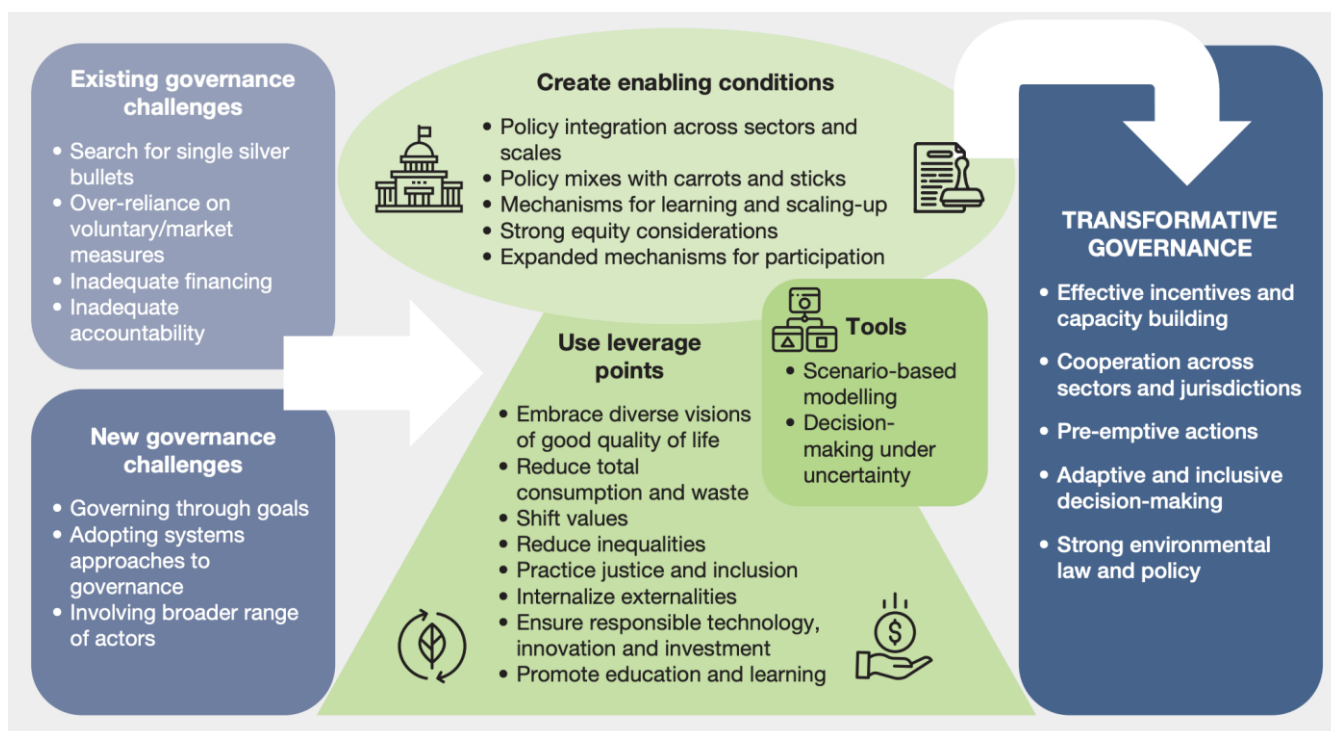 Existing governance
challenges
• Search for single silver
bullets
• Over-reliance on
voluntary/market
measures
• Inadequate financing
• Inadequate
accountability
New governance
challenges
• Governing through goals
• Adopting systems
approaches to
governance
• Involving broader range
of actors
Create enabling conditions
• Policy integration across sectors and
scales
• Policy mixes with carrots and sticks
• Mechanisms for learning and scaling-up
• Strong equity considerations
• Expanded mechanisms for participation
Use leverage
points
• Embrace diverse visions
of good quality of life
• Reduce total
consumption and waste
• Shift values
• Reduce inequalities
• Practice justice and inclusion
• Internalize externalities
• Ensure responsible technology,
innovation and investment
• Promote education and learning
Tools
• Scenario-based
modelling
• Decision-
making under
uncertainty
$
TRANSFORMATIVE
GOVERNANCE
• Effective incentives and
capacity building
• Cooperation across
sectors and jurisdictions
• Pre-emptive actions
• Adaptive and inclusive
decision-making
• Strong environmental
law and policy